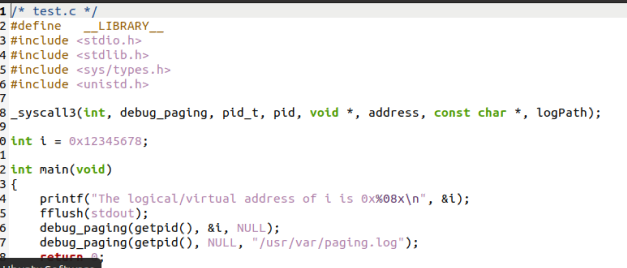 1 /* test.c */
2 #define   __LIBRARY__
3 #include <stdio.h>
4 #include <stdlib.h>
5 #include <sys/types.h>
6 #include <unistd.h>
7
8 _syscall3(int, debug_paging, pid_t, pid, void *, address, const char *, logPath);
9
0 int i = 0x12345678;
1
2 int main(void)
3 {
4     printf("The logical/virtual address of i is 0x%08x\n", &i);
5     fflush(stdout);
6     debug_paging(getpid(), &i, NULL);
7     debug_paging(getpid(), NULL, "/usr/var/paging.log");
8     return 0;
Ubuntu Software